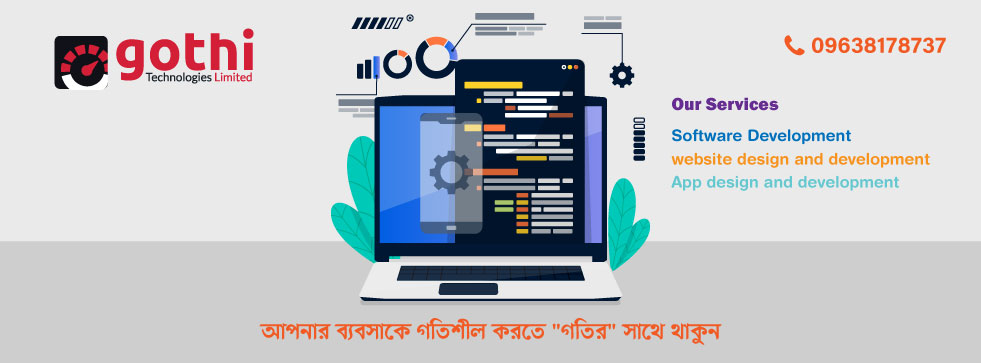 gothi
Technologies Limited
09638178737
Our Services
Software Development
website design and development
App design and development
আপনার ব্যবসাকে গতিশীল করতে "গতির" সাথে থাকুন